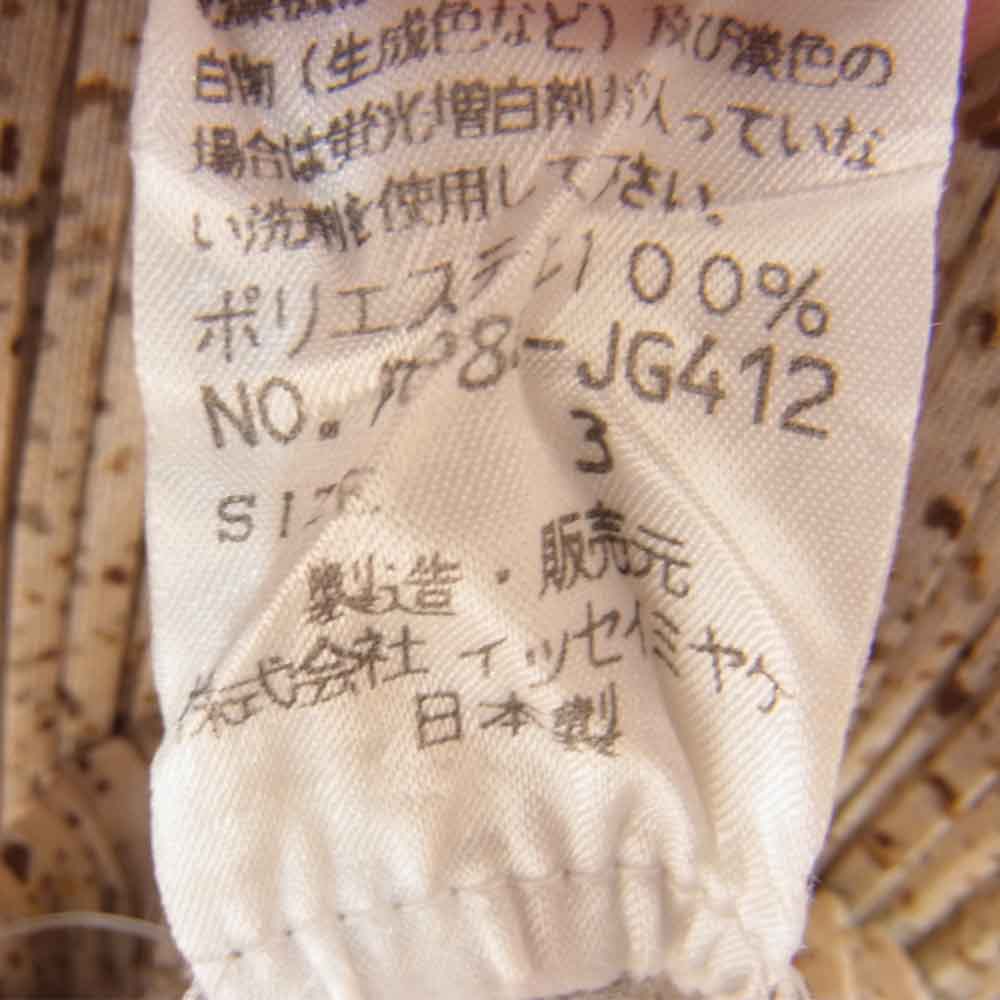 白物（生成色など）及び淡色の
場合は蛍光増白剤が入っていな
い洗剤を使用して下さい。
ポリエステル100%
NO. -JG412
SIZE 3
製造・販売元
株式会社 イッセイミヤケ
日本製